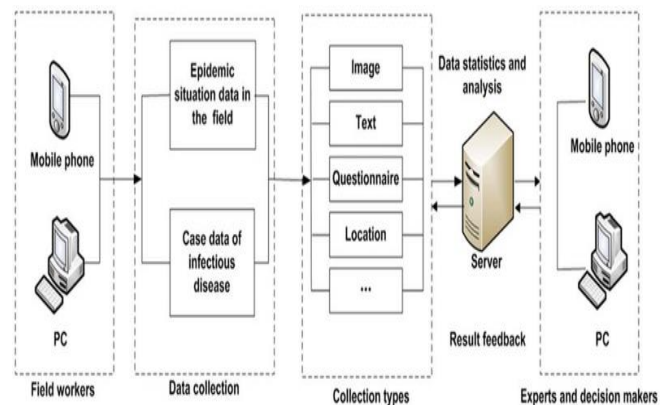 Mobile phone
PC
Field workers
Epidemic
situation data in
the field
Case data of
infectious
disease
Data collection
Image
Text
Questionnaire
Location
...
Collection types
Data statistics and
analysis
Server
Result feedback
Mobile phone
PC
Experts and decision makers